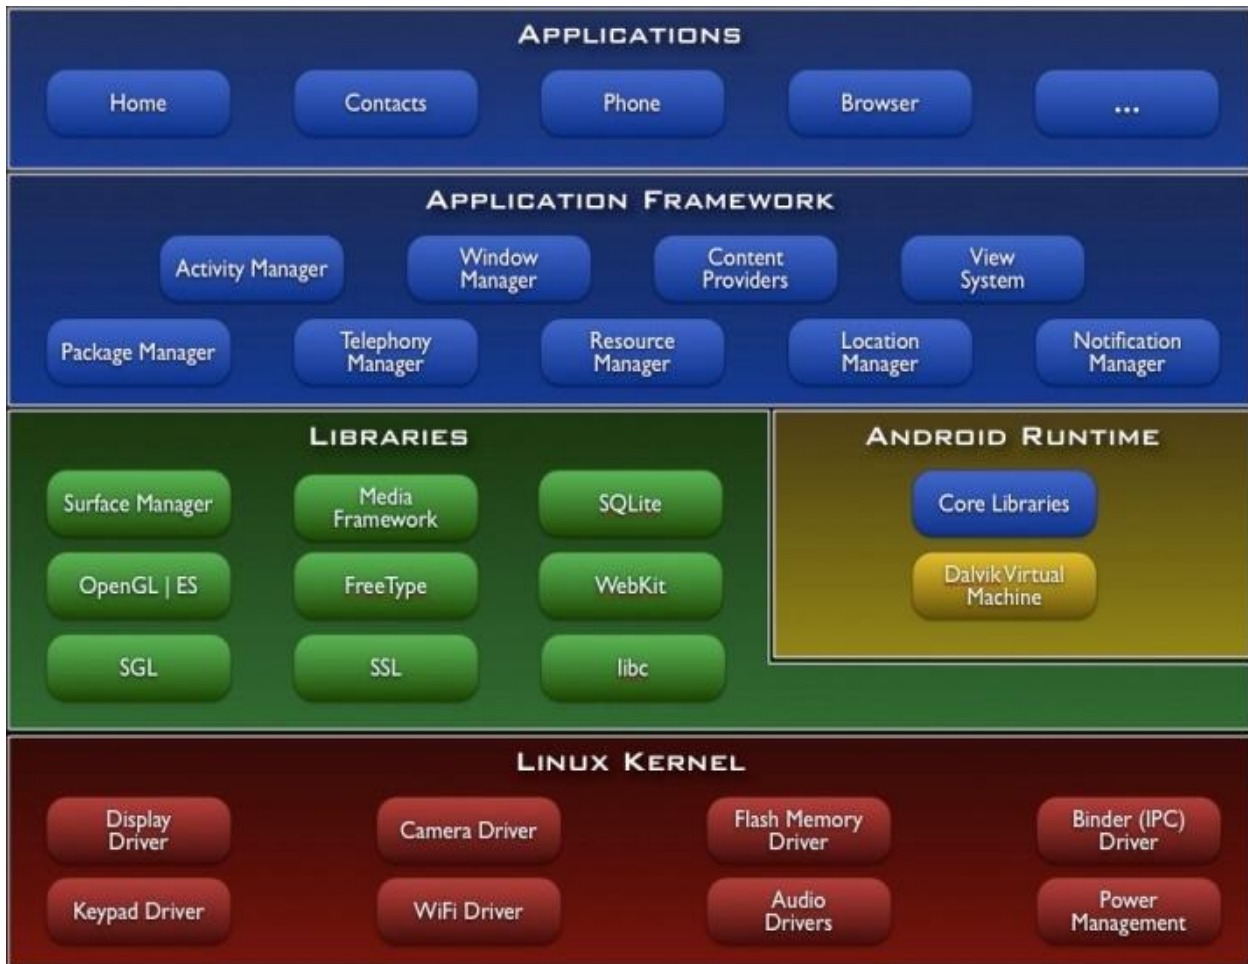 APPLICATIONS
Home Contacts Phone Browser ...
APPLICATION FRAMEWORK
Activity Manager
Window
Manager
Content
Providers
View
System
Package Manager
Telephony
Manager
Resource
Manager
Location
Manager
Notification
Manager
LIBRARIES
Surface Manager
Media
Framework
SQLite
OpenGL | ES
FreeType
WebKit
SGL
SSL
libc
ANDROID RUNTIME
Core Libraries
Dalvik Virtual
Machine
LINUX KERNEL
Display
Driver
Camera Driver
Flash Memory
Driver
Binder (IPC)
Driver
Keypad Driver
WiFi Driver
Audio
Drivers
Power
Management